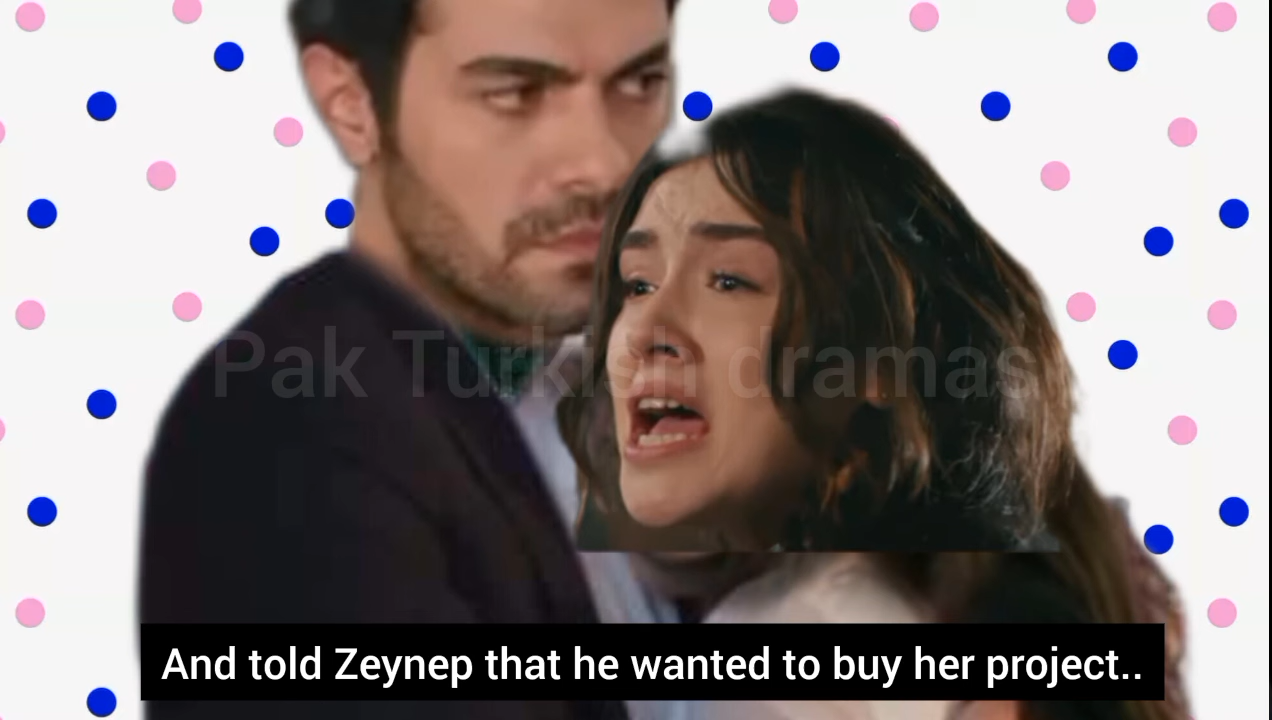 Pak Turkish dramas
And told Zeynep that he wanted to buy her project..